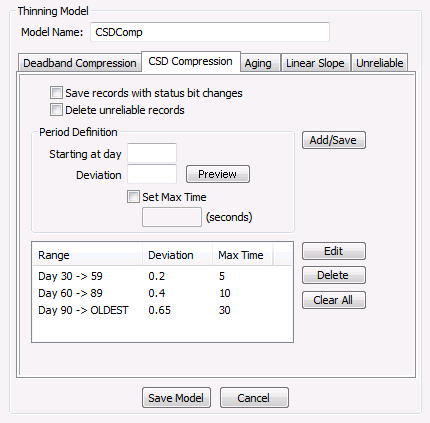 Thinning Model
Model Name: CSDComp
Deadband Compression CSD Compression Aging Linear Slope Unreliable
Save records with status bit changes
Delete unreliable records
Period Definition
Add/Save
Starting at day
Deviation Preview
Set Max Time
(seconds)
Range Deviation Max Time
Edit
Day 30 -> 59 0.2 5
Delete
Day 60 -> 89 0.4 10
Clear All
Day 90 -> OLDEST 0.65 30
Save Model Cancel